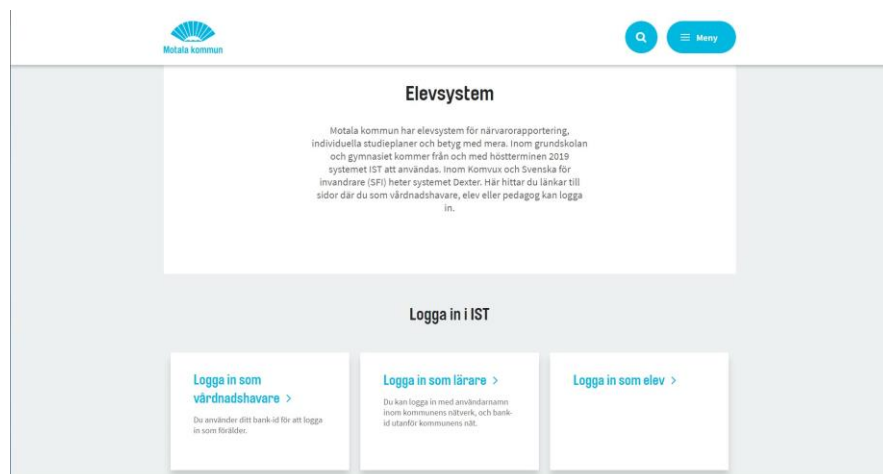 Motala kommun
Meny
Elevsystem
Motala kommun har elevsystem för närvarorapportering,
individuella studieplaner och betyg med mera. Inom grundskolan
och gymnasiet kommer från och med höstterminen 2019
systemet IST att användas. Inom Komvux och Svenska för
invandrare (SFI) heter systemet Dexter. Här hittar du länkar till
sidor där du som vårdnadshavare, elev eller pedagog kan logga
in.
Logga in i IST
Logga in som
vårdnadshavare >
Du använder ditt bank-id för att logga
in som förälder.
Logga in som lärare >
Du kan logga in med användarnamn
inom kommunens nätverk, och bank-
id utanför kommunens nät.
Logga in som elev >